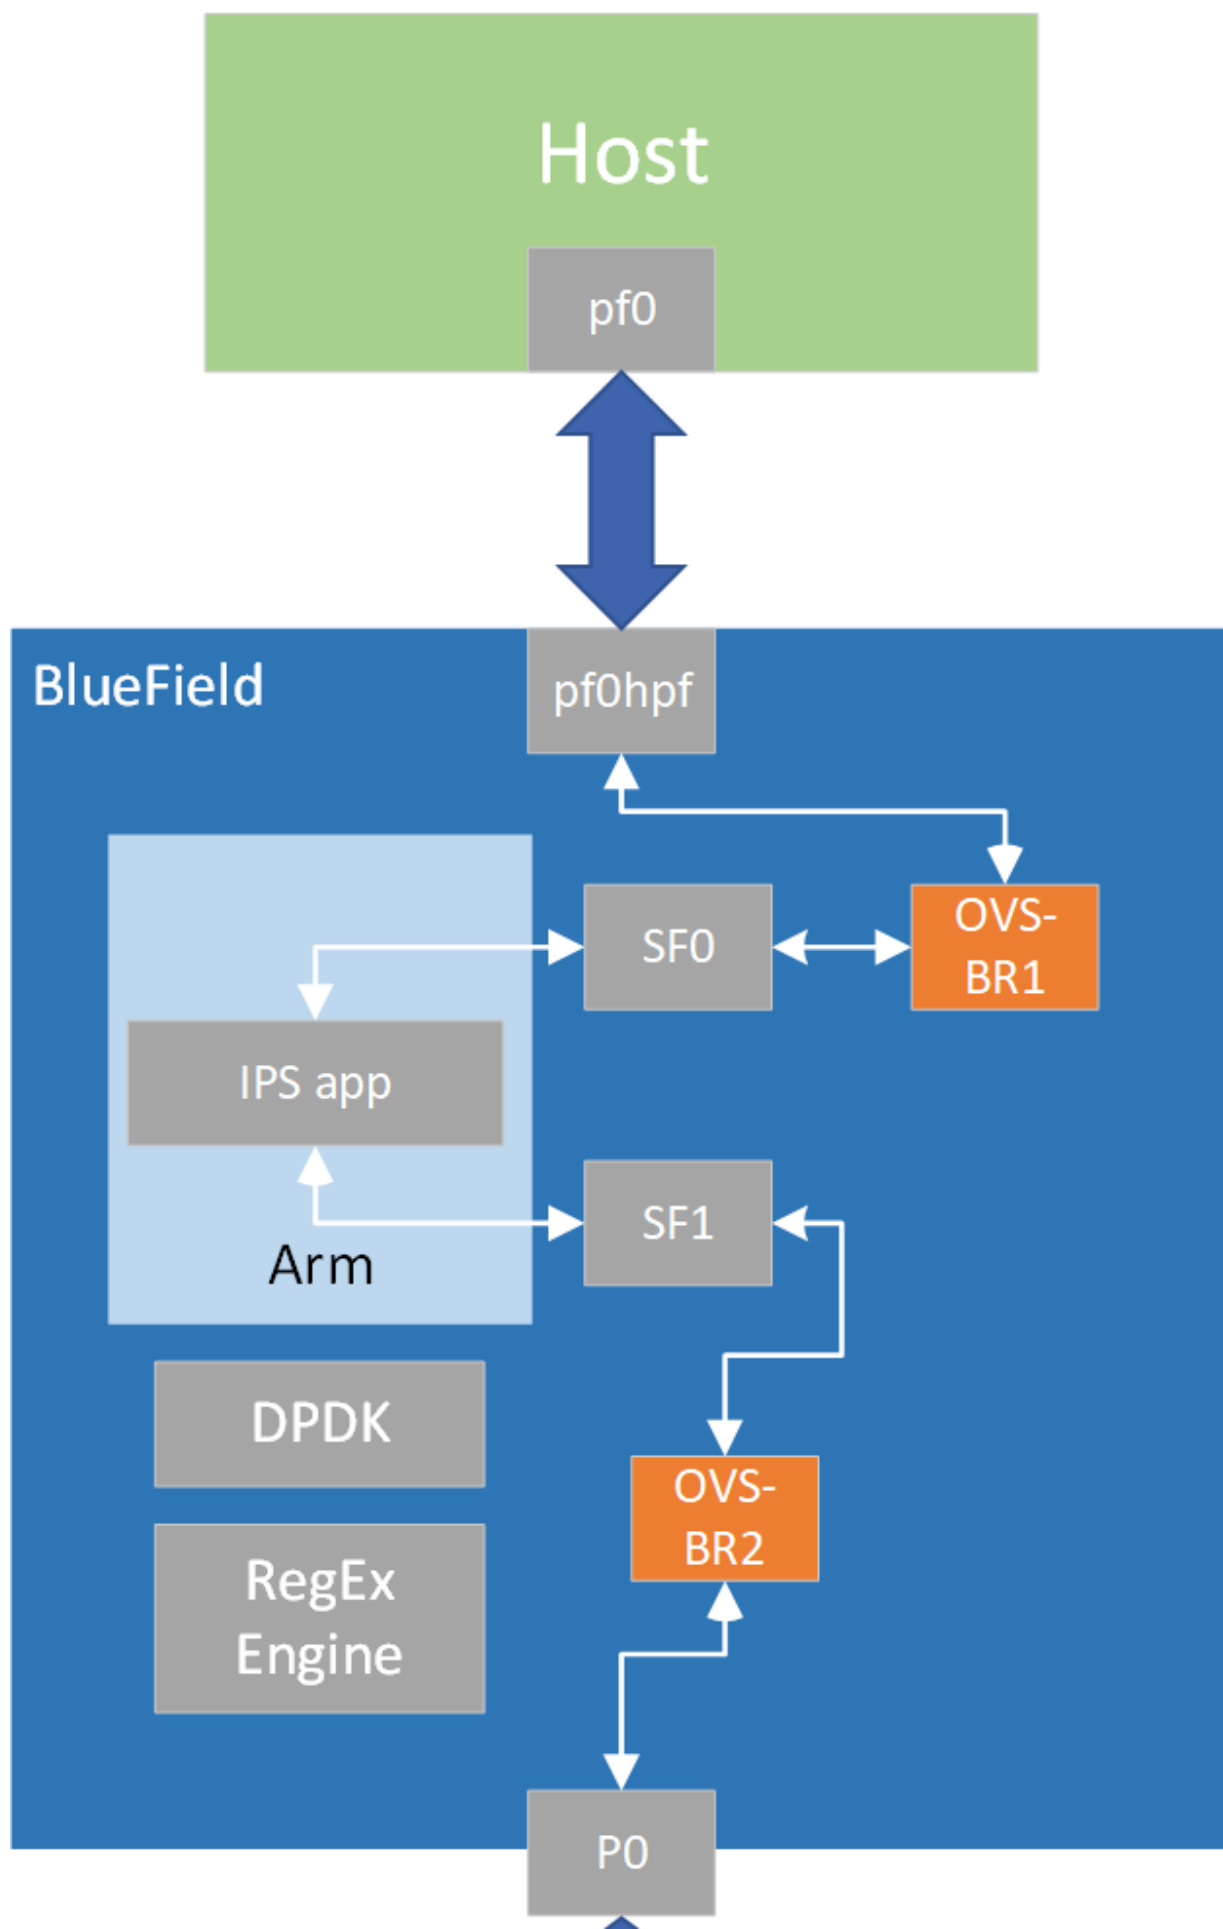 Host
pf0
BlueField
pf0hpf
SF0
OVS-
BR1
IPS app
SF1
Arm
DPDK
OVS-
BR2
RegEx
Engine
P0